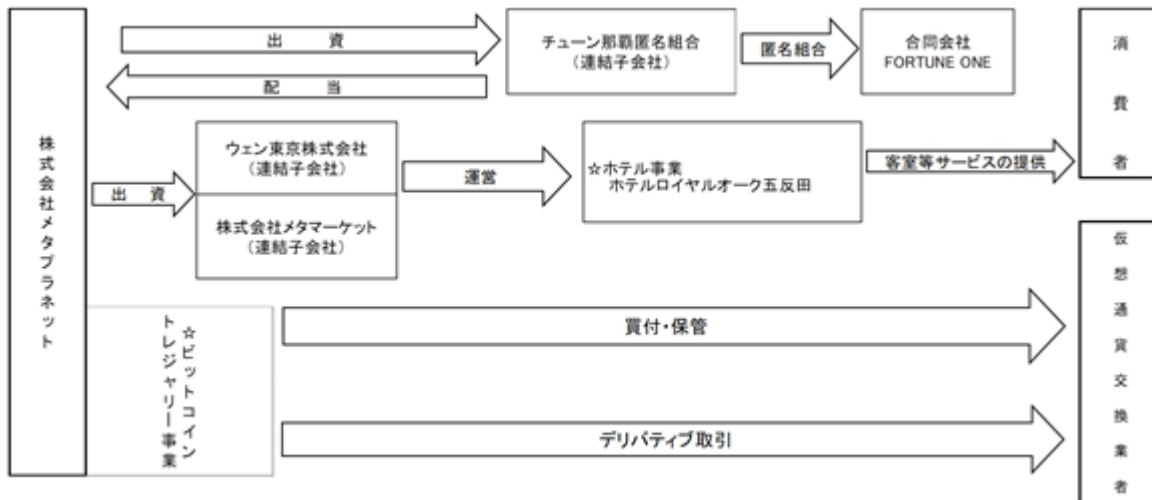 株式会社メタプラネット
出　資
配　当
チューン那覇匿名組合
（連結子会社）
匿名組合
合同会社
FORTUNE ONE
消費者
出　資
ウェン東京株式会社
（連結子会社）
株式会社メタマーケット
（連結子会社）
運営
☆ホテル事業
ホテルロイヤルオーク五反田
客室等サービスの提供
☆ビットコイン
トレジャリー事業
買付・保管
デリバティブ取引
仮想通貨交換業者